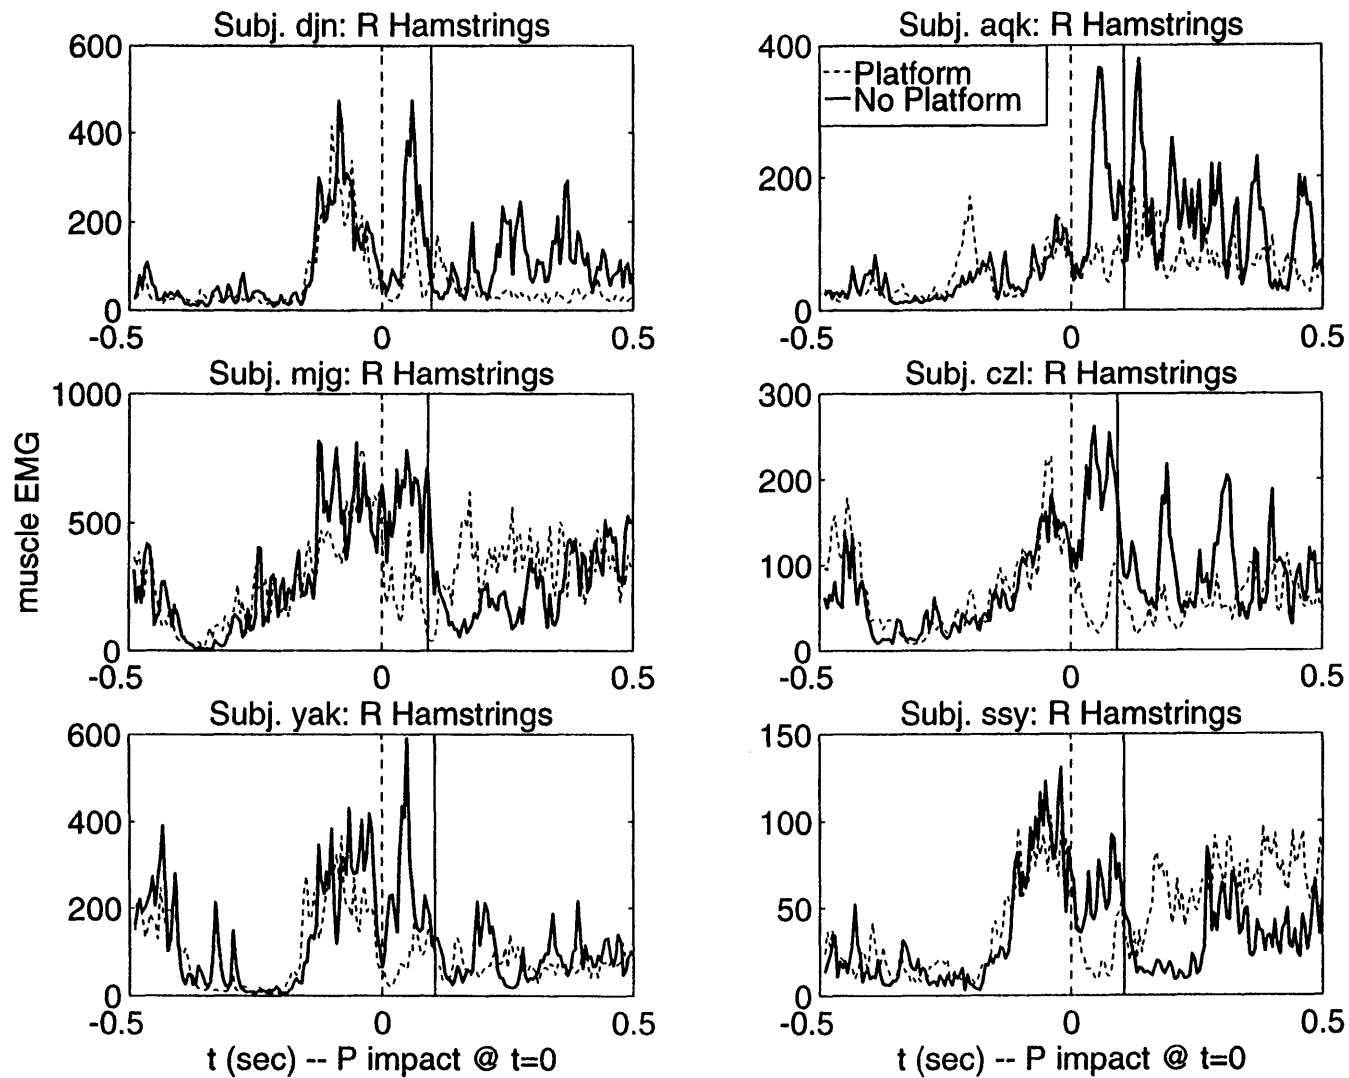 Subj. djn: R Hamstrings
600
400
200
0
-0.5 0 0.5
Subj. aqk: R Hamstrings
Platform
No Platform
400
200
0
-0.5 0 0.5
muscle EMG
Subj. mjg: R Hamstrings
1000
500
0
-0.5 0 0.5
Subj. czl: R Hamstrings
300
200
100
0
-0.5 0 0.5
Subj. yak: R Hamstrings
600
400
200
0
-0.5 0 0.5
t (sec) -- P impact @ t=0
Subj. ssy: R Hamstrings
150
100
50
0
-0.5 0 0.5
t (sec) -- P impact @ t=0